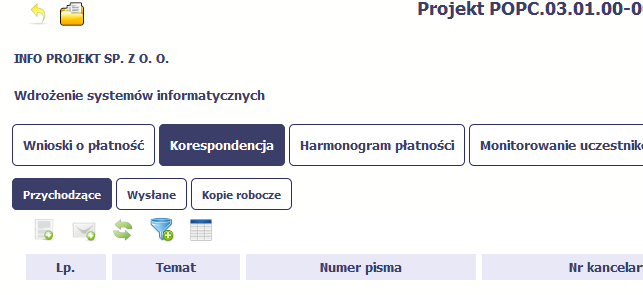 Projekt POPC.03.01.00-0
INFO PROJEKT SP. Z O. O.
Wdrożenie systemów informatycznych
Wnioski o płatność Korespondencja Harmonogram płatności Monitorowanie uczestnik
Przychodzące Wysłane Kopie robocze
Lp. Temat Numer pisma Nr kancelar